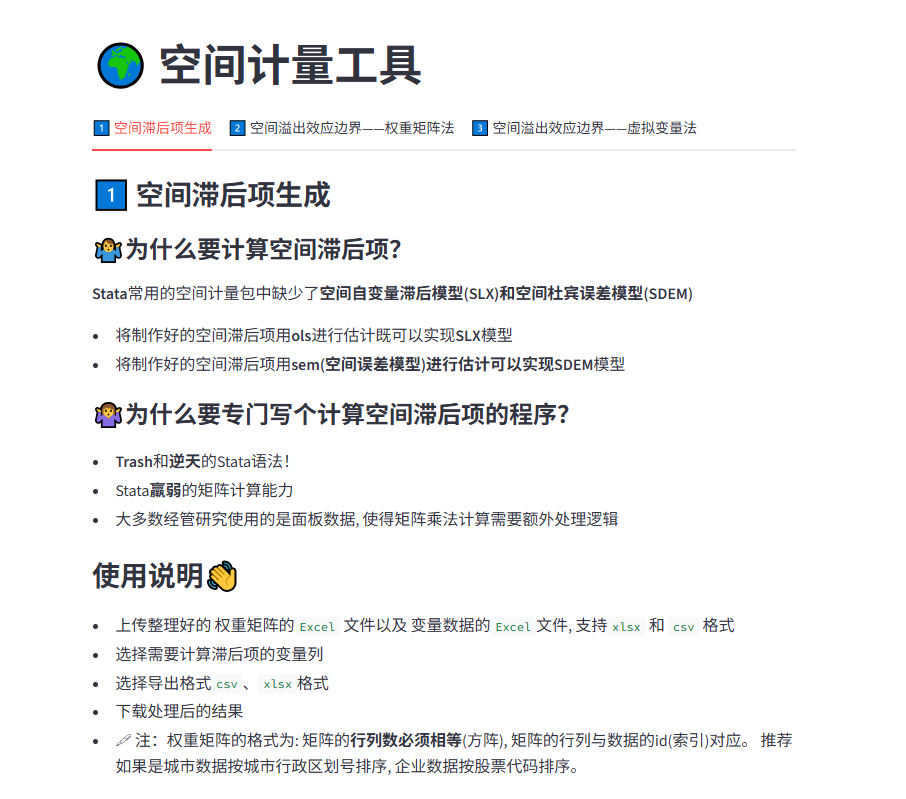 🌍 空间计量工具
1️⃣ 空间滞后项生成 2️⃣ 空间溢出效应边界——权重矩阵法 3️⃣ 空间溢出效应边界——虚拟变量法
1️⃣ 空间滞后项生成
🤷‍♂️为什么要计算空间滞后项?
Stata常用的空间计量包中缺少了空间自变量滞后模型(SLX)和空间杜宾误差模型(SDEM)
• 将制作好的空间滞后项用ols进行估计既可以实现SLX模型
• 将制作好的空间滞后项用sem(空间误差模型)进行估计可以实现SDEM模型
🤷‍♀️为什么要专门写个计算空间滞后项的程序?
• Trash和逆天的Stata语法!
• Stata羸弱的矩阵计算能力
• 大多数经管研究使用的是面板数据, 使得矩阵乘法计算需要额外处理逻辑
使用说明👏
• 上传整理好的 权重矩阵的 Excel 文件以及 变量数据的 Excel 文件, 支持 xlsx 和 csv 格式
• 选择需要计算滞后项的变量列
• 选择导出格式 csv 、 xlsx 格式
• 下载处理后的结果
• 🖋 注：权重矩阵的格式为: 矩阵的行列数必须相等(方阵), 矩阵的行列与数据的id(索引)对应。 推荐
如果是城市数据按城市行政区划号排序, 企业数据按股票代码排序。